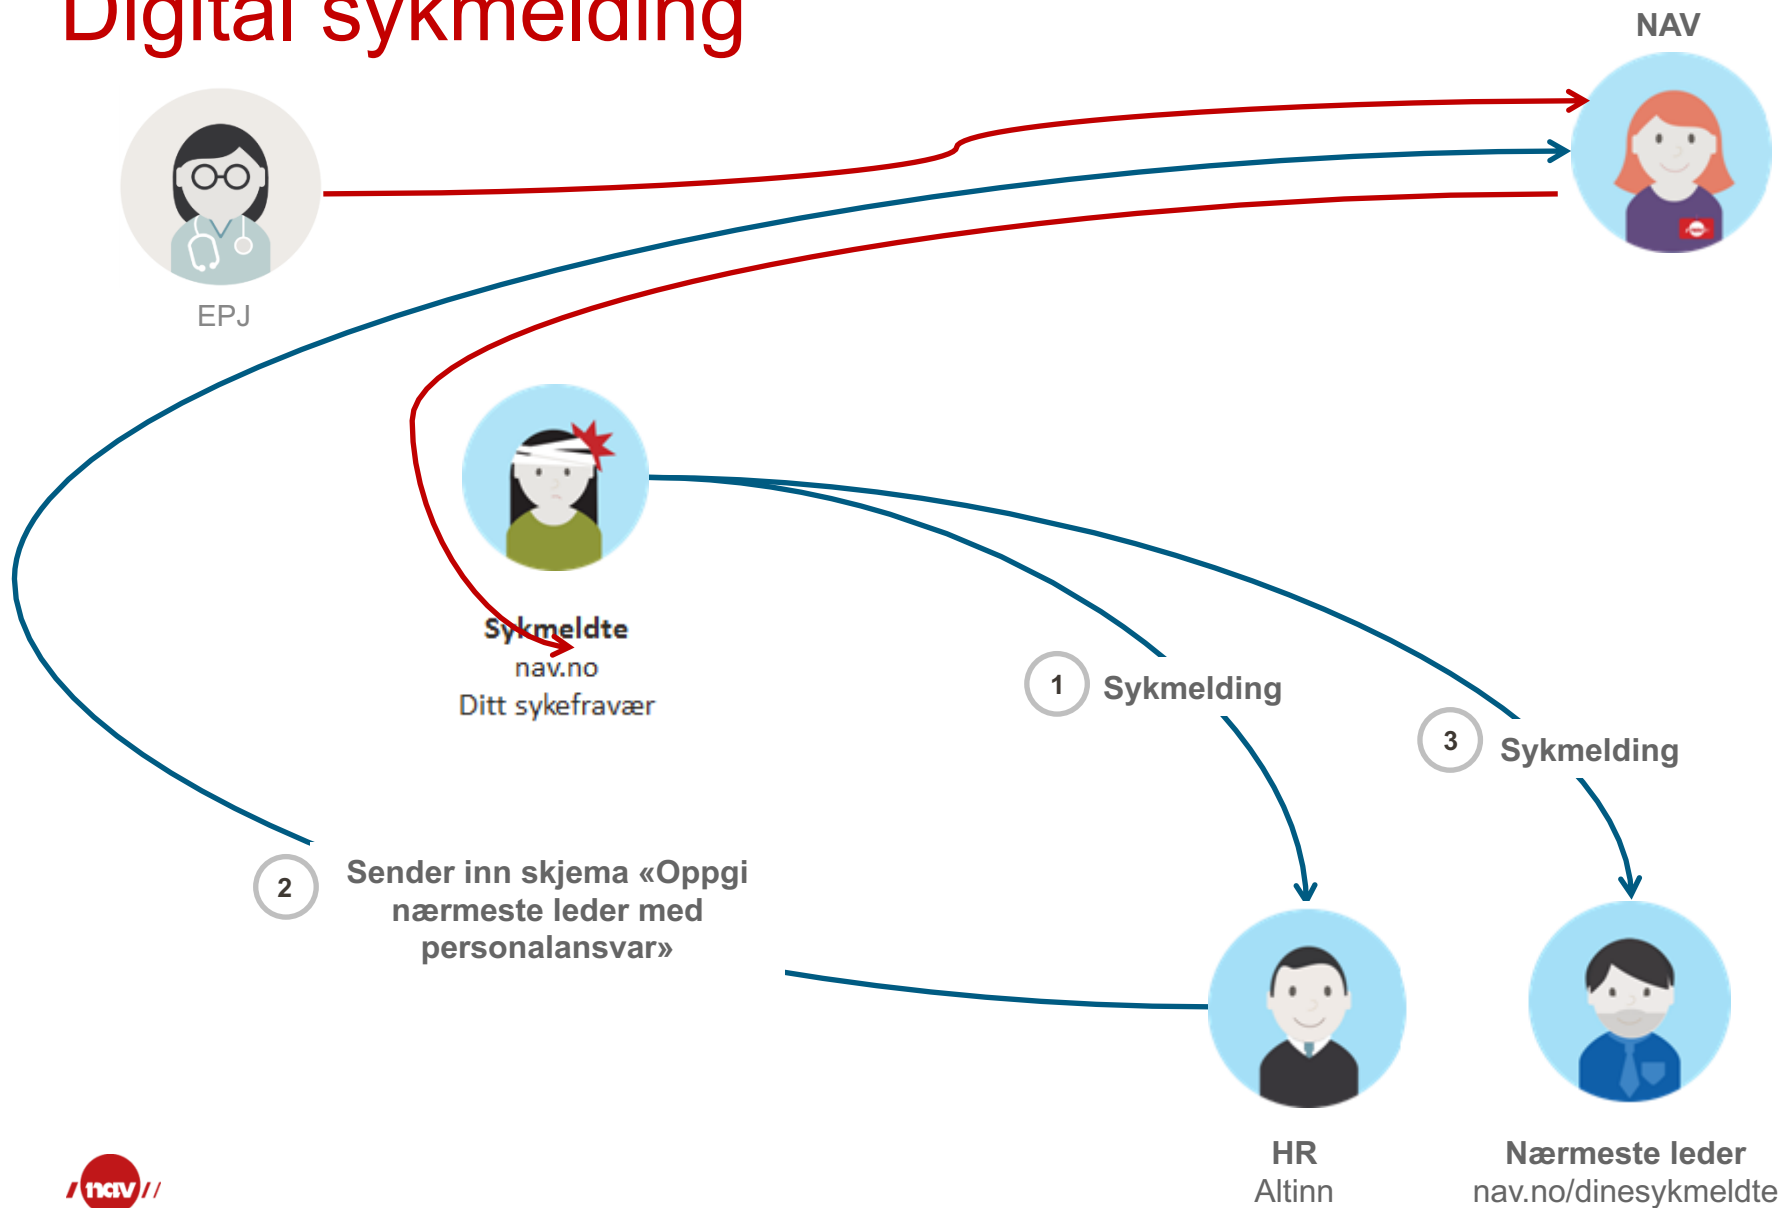 Digital sykmelding
NAV
EPJ
Sykmeldte
nav.no
Ditt sykefravær
1
Sykmelding
3
Sykmelding
2
Sender inn skjema «Oppgi
nærmeste leder med
personalansvar»
HR
Altinn
Nærmeste leder
nav.no/dinesykmeldte
nav